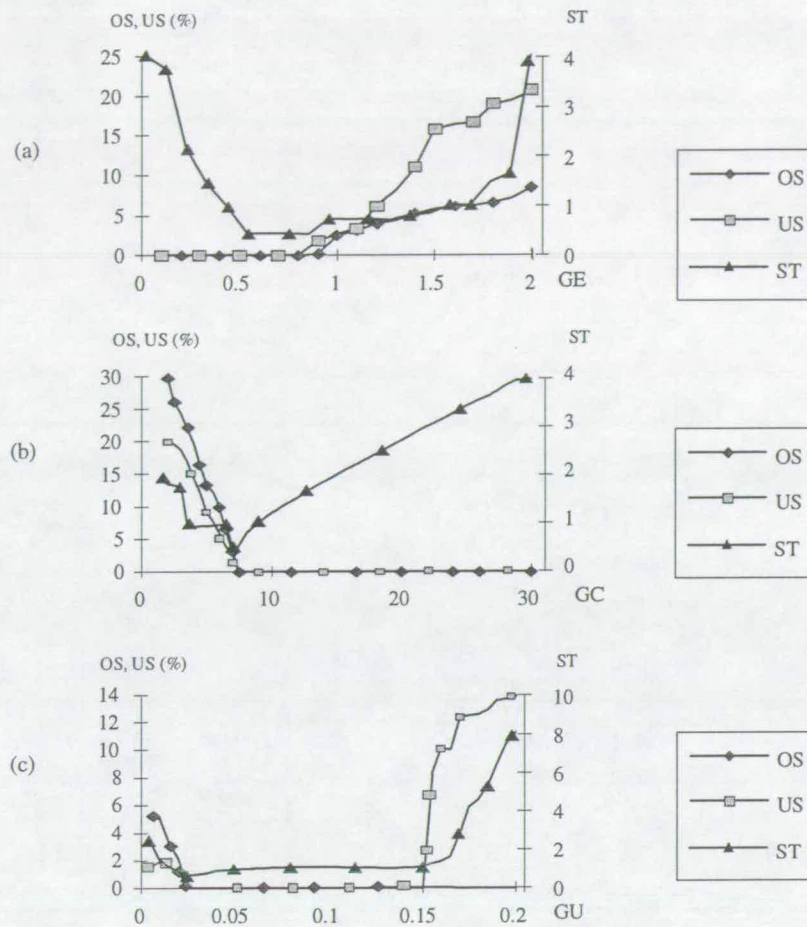 OS, US (%) ST
25 4
20 3
15 2
10
5 1
0 0
0 0.5 1 1.5 2
GE
(a)
OS
US
ST
OS, US (%) ST
30 4
25
20 3
15 2
10 1
5
0 0
0 10 20 30
GC
(b)
OS
US
ST
OS, US (%) ST
14 10
12
10 8
8 6
6 4
4
2 2
0 0
0 0.05 0.1 0.15 0.2
GU
(c)
OS
US
ST